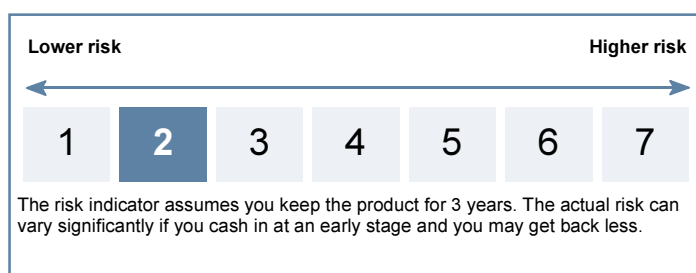 Lower risk Higher risk
1 2 3 4 5 6 7
The risk indicator assumes you keep the product for 3 years. The actual risk can
vary significantly if you cash in at an early stage and you may get back less.